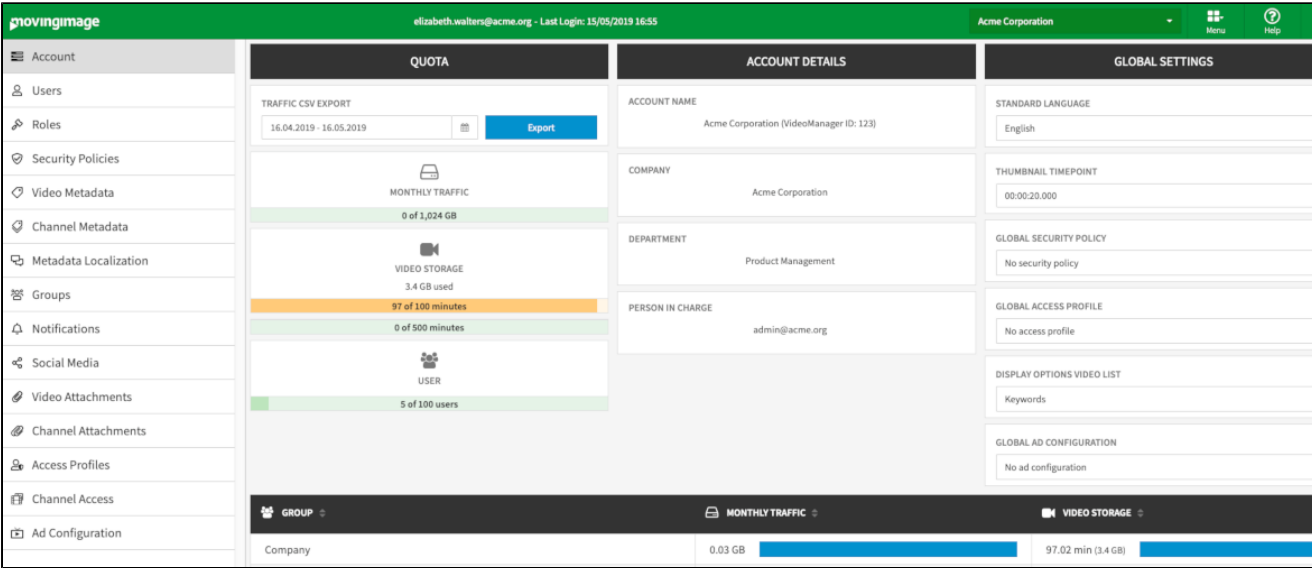 movingimage
elizabeth.walters@acme.org - Last Login: 15/05/2019 16:55
Acme Corporation
Menu
Help
Account
Users
Roles
Security Policies
Video Metadata
Channel Metadata
Metadata Localization
Groups
Notifications
Social Media
Video Attachments
Channel Attachments
Access Profiles
Channel Access
Ad Configuration
QUOTA
TRAFFIC CSV EXPORT
16.04.2019 - 16.05.2019
Export
MONTHLY TRAFFIC
0 of 1,024 GB
VIDEO STORAGE
3.4 GB used
97 of 100 minutes
0 of 500 minutes
USER
5 of 100 users
ACCOUNT DETAILS
ACCOUNT NAME
Acme Corporation (VideoManager ID: 123)
COMPANY
Acme Corporation
DEPARTMENT
Product Management
PERSON IN CHARGE
admin@acme.org
GLOBAL SETTINGS
STANDARD LANGUAGE
English
THUMBNAIL TIMEPOINT
00:00:20.000
GLOBAL SECURITY POLICY
No security policy
GLOBAL ACCESS PROFILE
No access profile
DISPLAY OPTIONS VIDEO LIST
Keywords
GLOBAL AD CONFIGURATION
No ad configuration
GROUP
MONTHLY TRAFFIC
VIDEO STORAGE
Company
0.03 GB
97.02 min (3.4 GB)